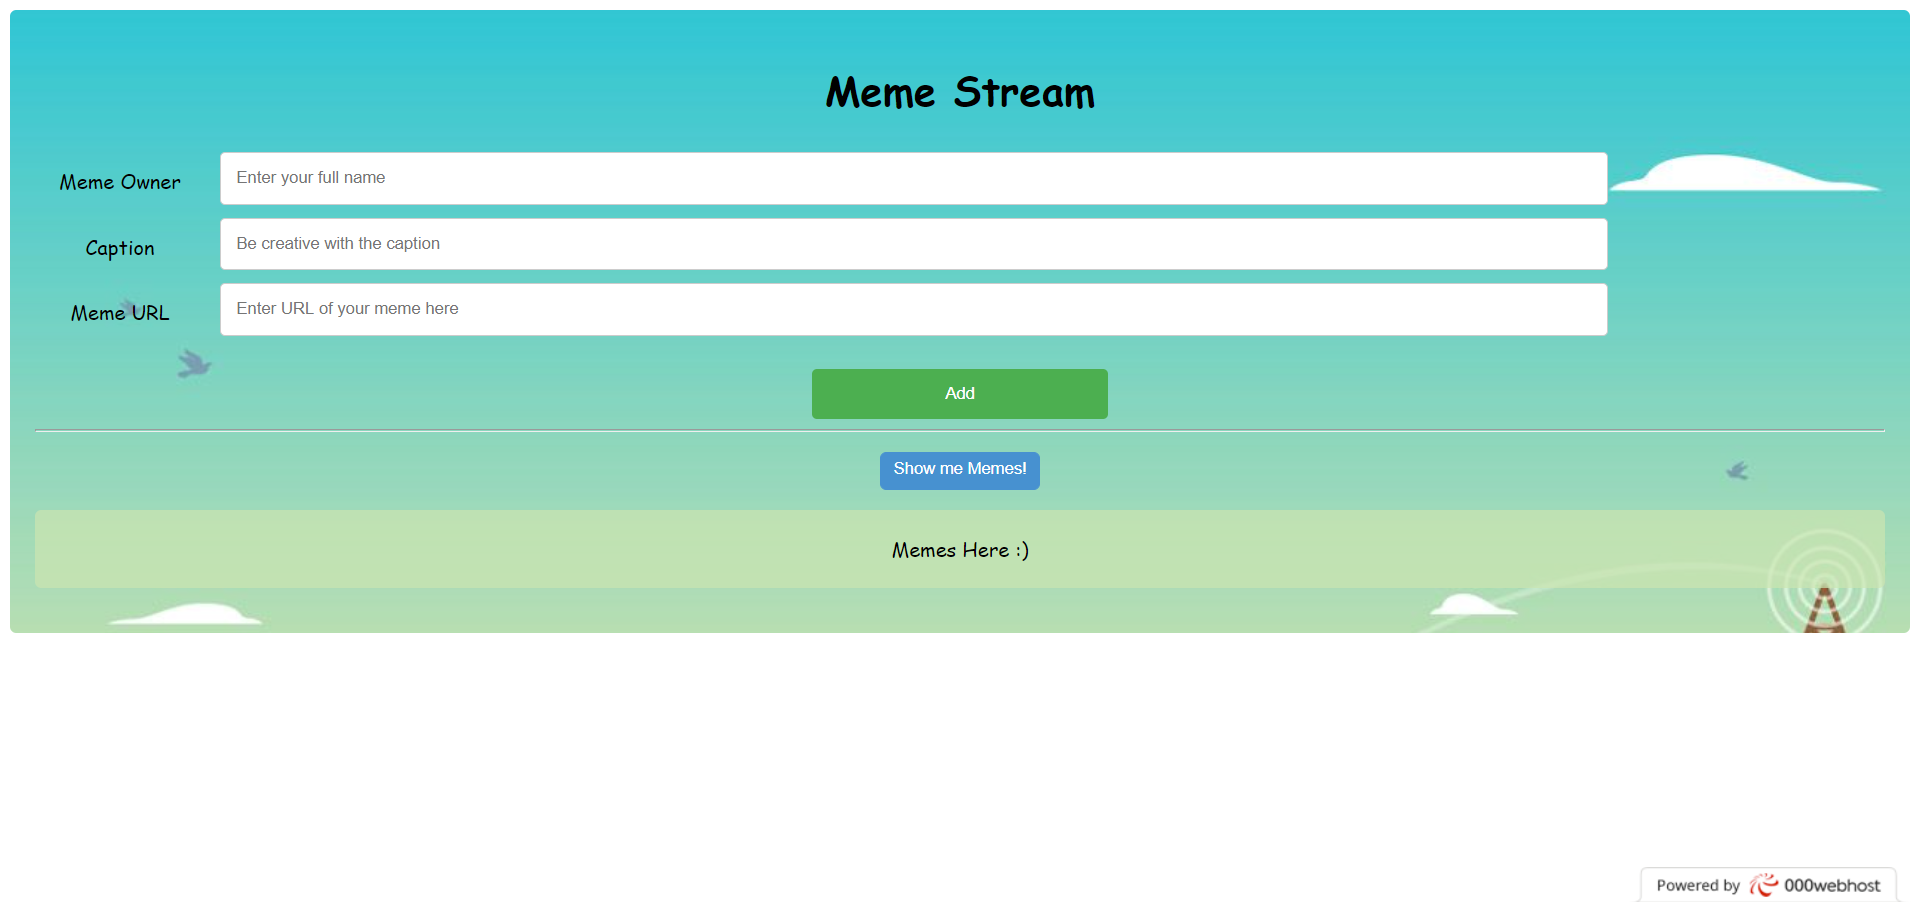 Meme Stream
Meme Owner Enter your full name
Caption Be creative with the caption
Meme URL Enter URL of your meme here
Add
Show me Memes!
Memes Here :)
Powered by 000webhost